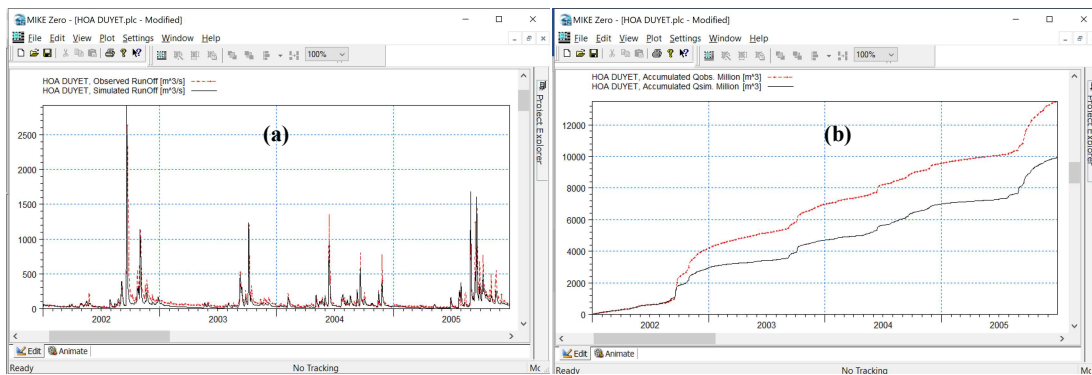 MIKE Zero - [HOA DUYET.plc - Modified]
File Edit View Plot Settings Window Help
100%
HOA DUYET, Observed RunOff [m^3/s]
HOA DUYET, Simulated RunOff [m^3/s]
(a)
2500
2000
1500
1000
500
0
2002 2003 2004 2005
Project Explorer
Edit Animate
Ready No Tracking Mc
MIKE Zero - [HOA DUYET.plc - Modified]
File Edit View Plot Settings Window Help
100%
HOA DUYET, Accumulated Qobs. Million [m^3]
HOA DUYET, Accumulated Qsim. Million [m^3]
(b)
12000
10000
8000
6000
4000
2000
0
2002 2003 2004 2005
Project Explorer
Edit Animate
Ready No Tracking Mc